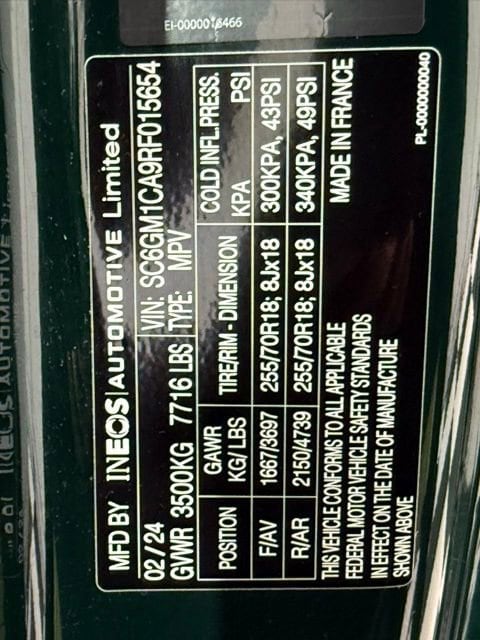 EI-0000016466
MFD BY INEOS AUTOMOTIVE Limited
02 / 24 VIN: SC6GM1CA9RF015654
GVWR 3500KG 7716 LBS TYPE: MPV
POSITION GAWR KG/ LBS TIRE/RIM - DIMENSION COLD INFL.PRESS. KPA PSI
F/AV 1667/3697 255/70R18; 8Jx18 300KPA, 43PSI
R/AR 2150/4739 255/70R18; 8Jx18 340KPA, 49PSI
THIS VEHICLE CONFORMS TO ALL APPLICABLE MADE IN FRANCE
FEDERAL MOTOR VEHICLE SAFETY STANDARDS
IN EFFECT ON THE DATE OF MANUFACTURE
SHOWN ABOVE
PL-0000000040